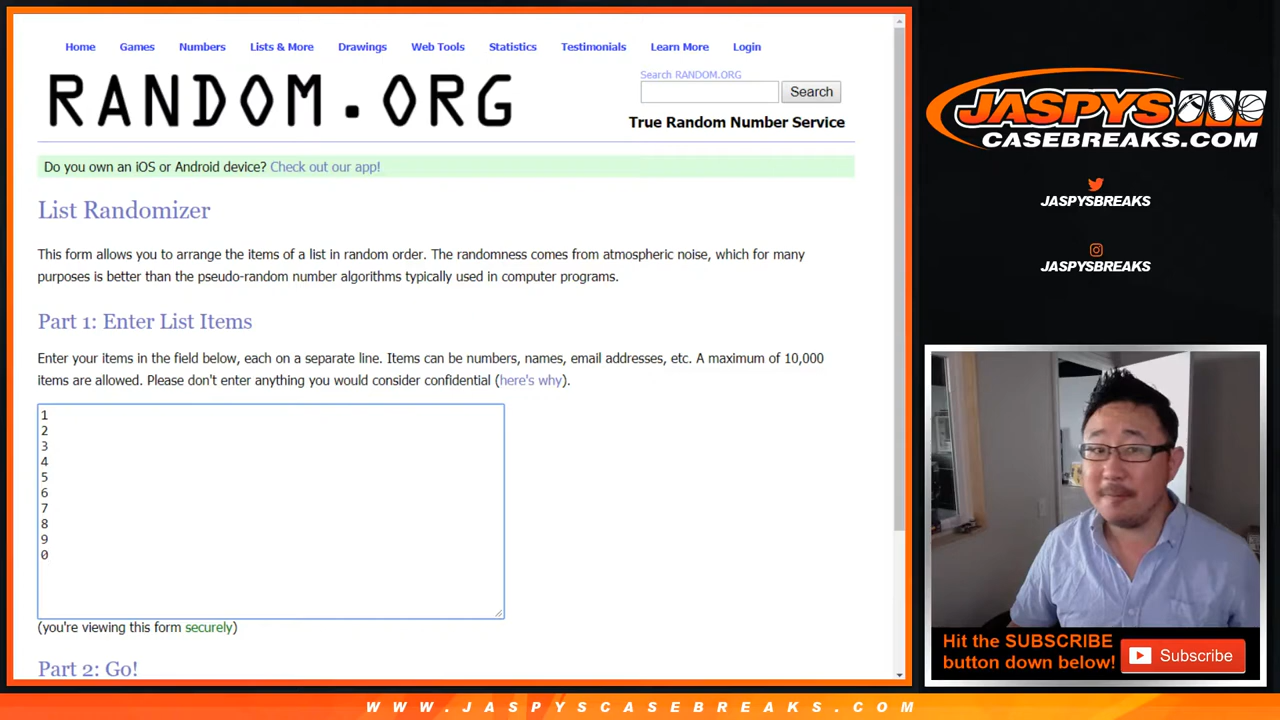 Home Games Numbers Lists & More Drawings Web Tools Statistics Testimonials Learn More Login
RANDOM.ORG
Search RANDOM.ORG
Search
True Random Number Service
Do you own an iOS or Android device? Check out our app!
List Randomizer
This form allows you to arrange the items of a list in random order. The randomness comes from atmospheric noise, which for many
purposes is better than the pseudo-random number algorithms typically used in computer programs.
Part 1: Enter List Items
Enter your items in the field below, each on a separate line. Items can be numbers, names, email addresses, etc. A maximum of 10,000
items are allowed. Please don't enter anything you would consider confidential (here's why).
1
2
3
4
5
6
7
8
9
0
(you're viewing this form securely)
Part 2: Go!
JASPYS
CASEBREAKS.COM
JASPYSBREAKS
JASPYSBREAKS
Hit the SUBSCRIBE
button down below!
Subscribe
WWW.JASPYSCASEBREAKS.COM